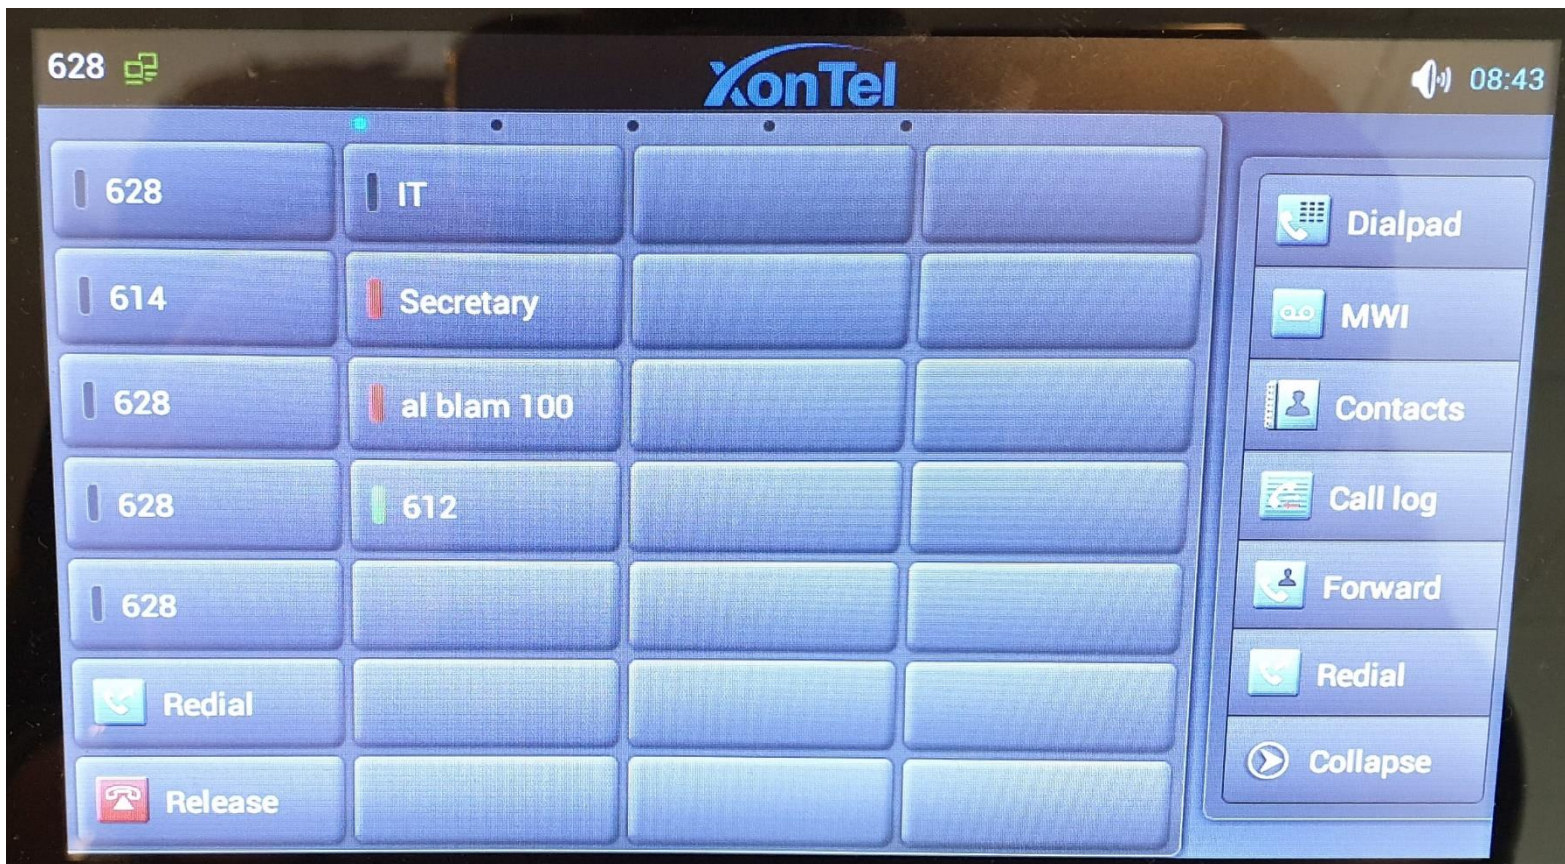 628
XonTel
08:43
628
IT
614
Secretary
628
al blam 100
628
612
628
Redial
Release
Dialpad
MWI
Contacts
Call log
Forward
Redial
Collapse